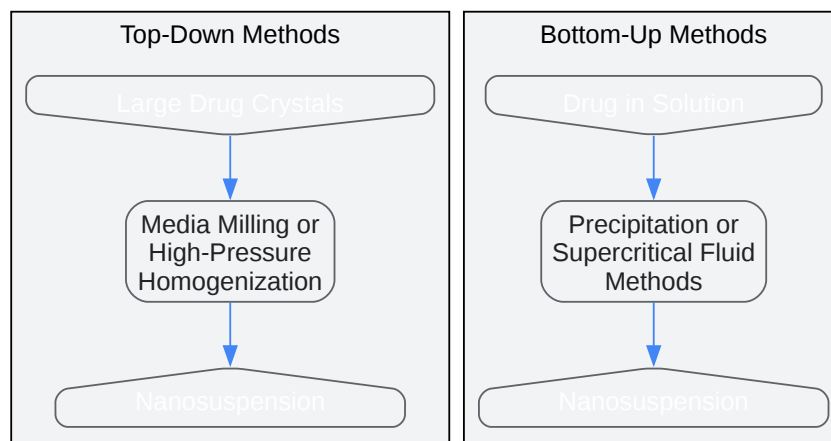 Top-Down Methods
Large Drug Crystals
Media Milling or
High-Pressure
Homogenization
Nanosuspension
Bottom-Up Methods
Drug in Solution
Precipitation or
Supercritical Fluid
Methods
Nanosuspension